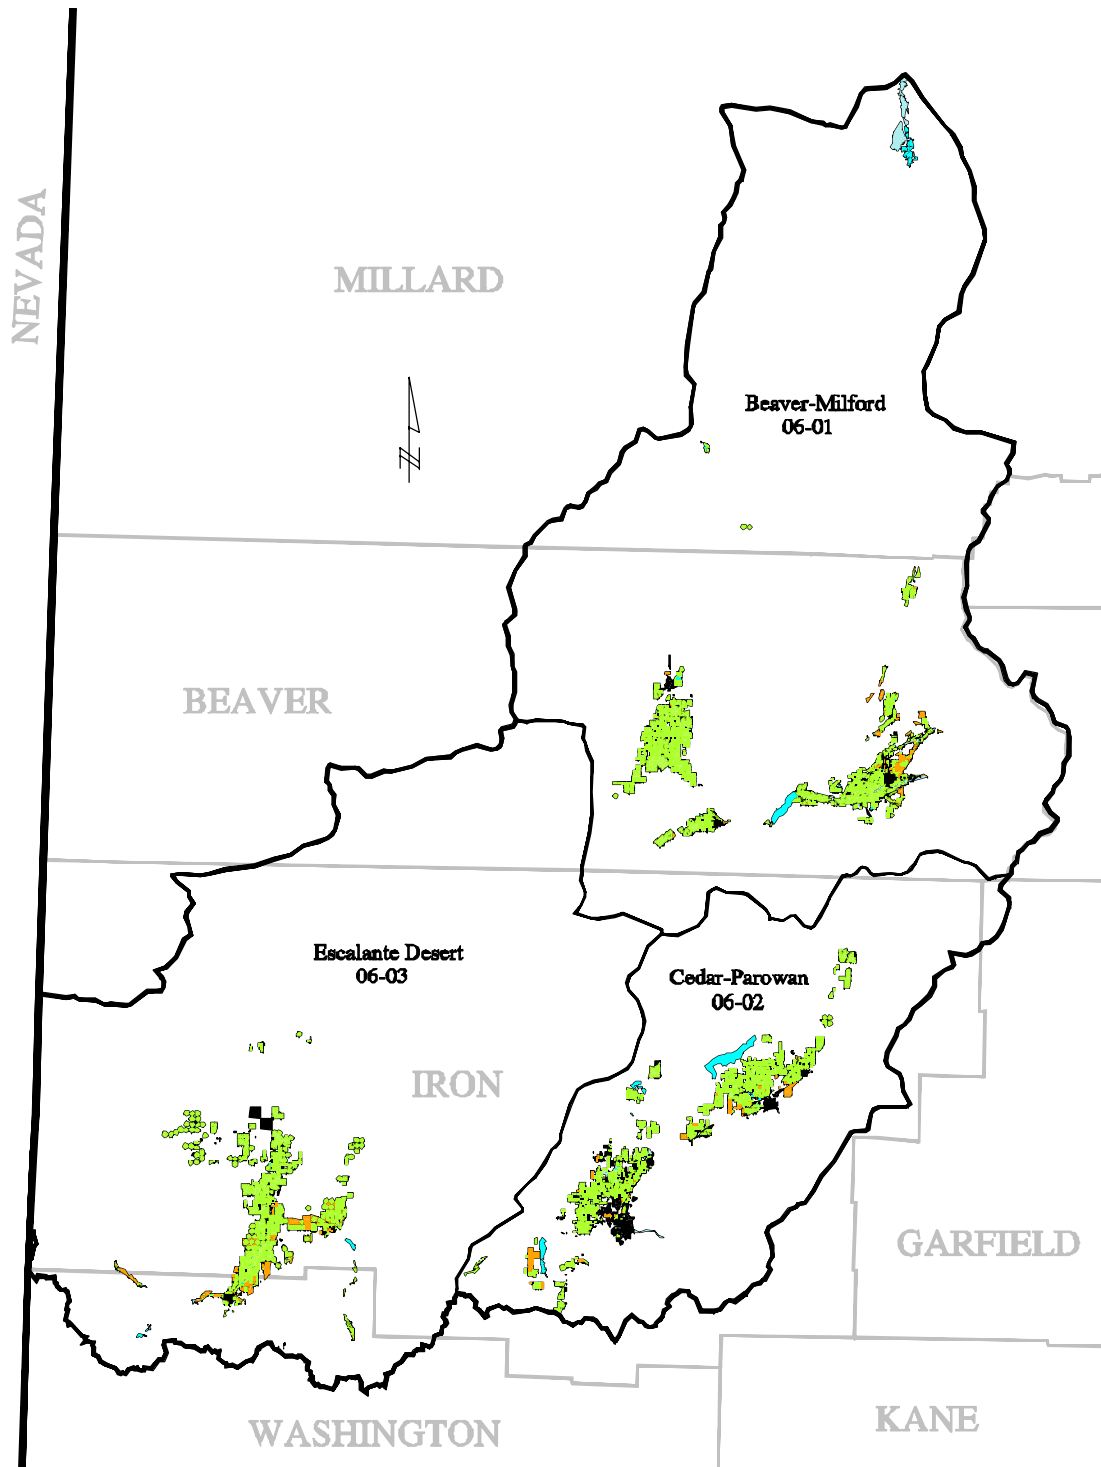 NEVADA
MILLARD
Beaver-Milford
06-01
BEAVER
Escalante Desert
06-03
Cedar-Parowan
06-02
IRON
GARFIELD
KANE
WASHINGTON